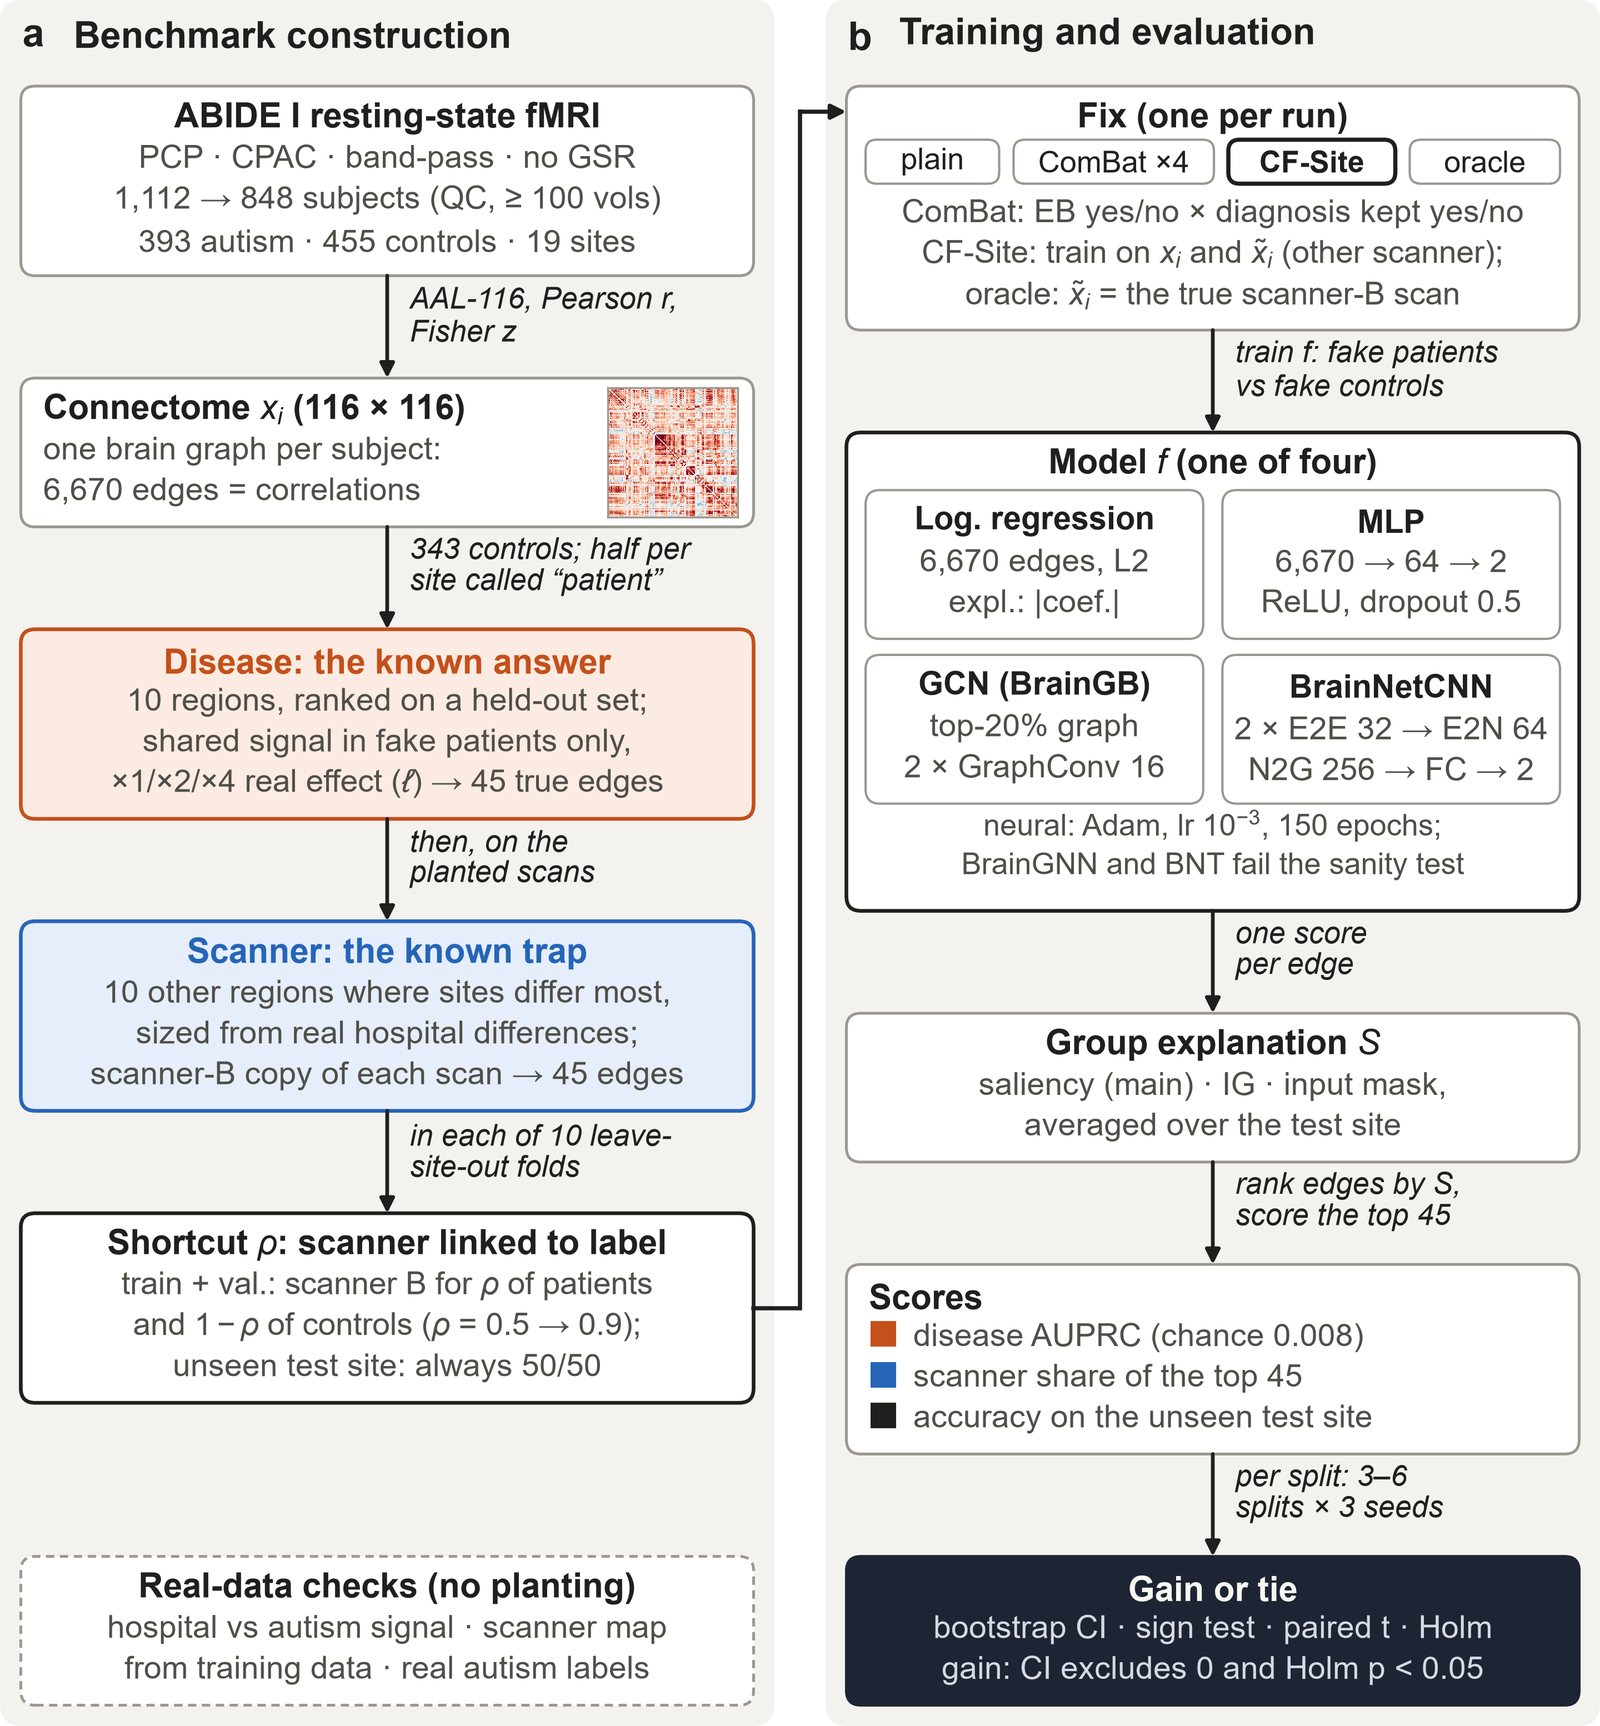 a Benchmark construction
ABIDE I resting-state fMRI
PCP · CPAC · band-pass · no GSR
1,112 → 848 subjects (QC, ≥ 100 vols)
393 autism · 455 controls · 19 sites
AAL-116, Pearson r,
Fisher z
Connectome xᵢ (116 × 116)
one brain graph per subject:
6,670 edges = correlations
343 controls; half per
site called “patient”
Disease: the known answer
10 regions, ranked on a held-out set;
shared signal in fake patients only,
×1/×2/×4 real effect (ℓ) → 45 true edges
then, on the
planted scans
Scanner: the known trap
10 other regions where sites differ most,
sized from real hospital differences;
scanner-B copy of each scan → 45 edges
in each of 10 leave-
site-out folds
Shortcut ρ: scanner linked to label
train + val.: scanner B for ρ of patients
and 1 − ρ of controls (ρ = 0.5 → 0.9);
unseen test site: always 50/50
Real-data checks (no planting)
hospital vs autism signal · scanner map
from training data · real autism labels
b Training and evaluation
Fix (one per run)
plain ComBat ×4 CF-Site oracle
ComBat: EB yes/no × diagnosis kept yes/no
CF-Site: train on xᵢ and x̃ᵢ (other scanner);
oracle: x̃ᵢ = the true scanner-B scan
train f: fake patients
vs fake controls
Model f (one of four)
Log. regression
6,670 edges, L2
expl.: |coef.|
MLP
6,670 → 64 → 2
ReLU, dropout 0.5
GCN (BrainGB)
top-20% graph
2 × GraphConv 16
BrainNetCNN
2 × E2E 32 → E2N 64
N2G 256 → FC → 2
neural: Adam, lr 10⁻³, 150 epochs;
BrainGNN and BNT fail the sanity test
one score
per edge
Group explanation S
saliency (main) · IG · input mask,
averaged over the test site
rank edges by S,
score the top 45
Scores
disease AUPRC (chance 0.008)
scanner share of the top 45
accuracy on the unseen test site
per split: 3–6
splits × 3 seeds
Gain or tie
bootstrap CI · sign test · paired t · Holm
gain: CI excludes 0 and Holm p < 0.05